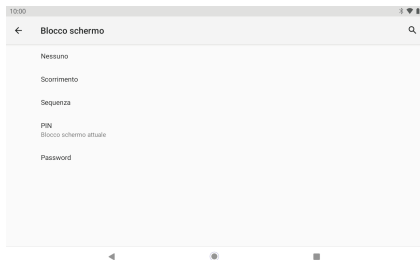 10:00
Blocco schermo
Nessuno
Scorrimento
Sequenza
PIN
Blocco schermo attuale
Password